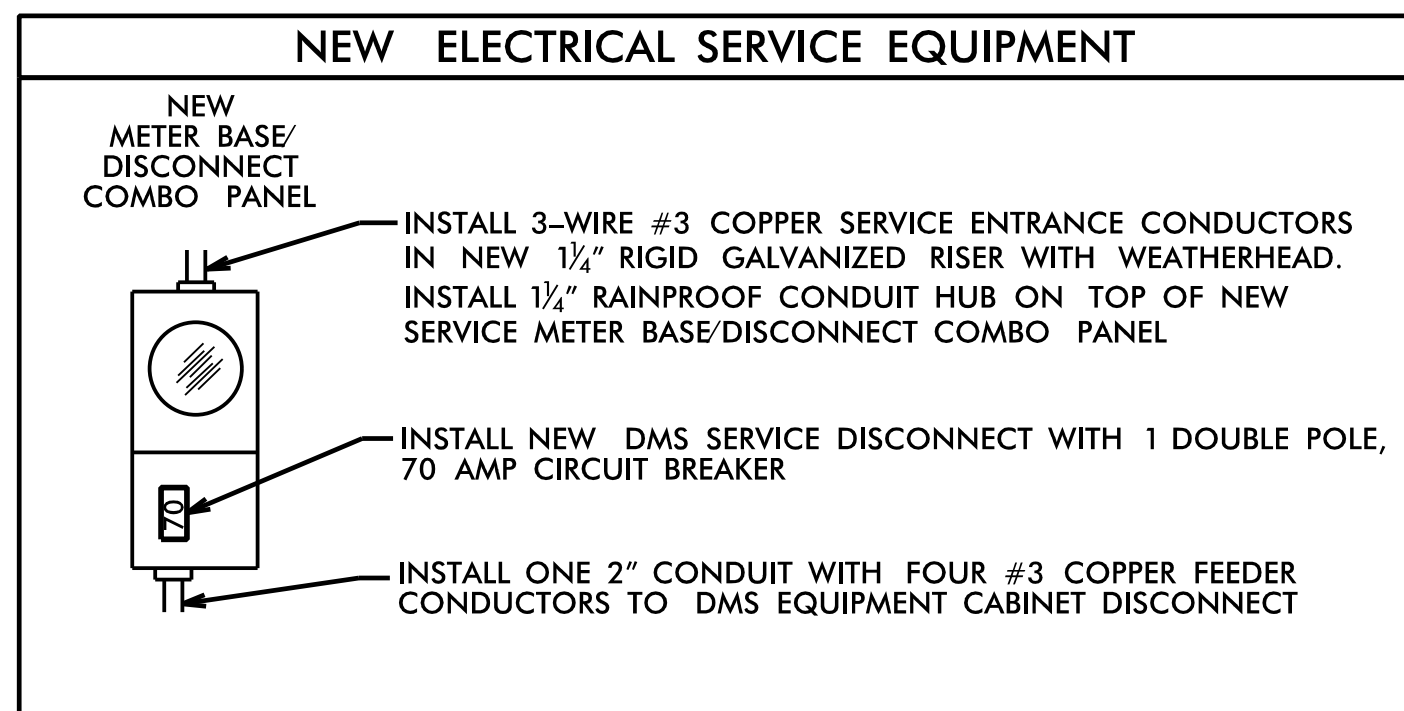 NEW ELECTRICAL SERVICE EQUIPMENT
NEW
METER BASE/
DISCONNECT
COMBO PANEL
INSTALL 3-WIRE #3 COPPER SERVICE ENTRANCE CONDUCTORS
IN NEW 1¼" RIGID GALVANIZED RISER WITH WEATHERHEAD.
INSTALL 1¼" RAINPROOF CONDUIT HUB ON TOP OF NEW
SERVICE METER BASE/DISCONNECT COMBO PANEL
INSTALL NEW DMS SERVICE DISCONNECT WITH 1 DOUBLE POLE,
70 AMP CIRCUIT BREAKER
70
INSTALL ONE 2" CONDUIT WITH FOUR #3 COPPER FEEDER
CONDUCTORS TO DMS EQUIPMENT CABINET DISCONNECT